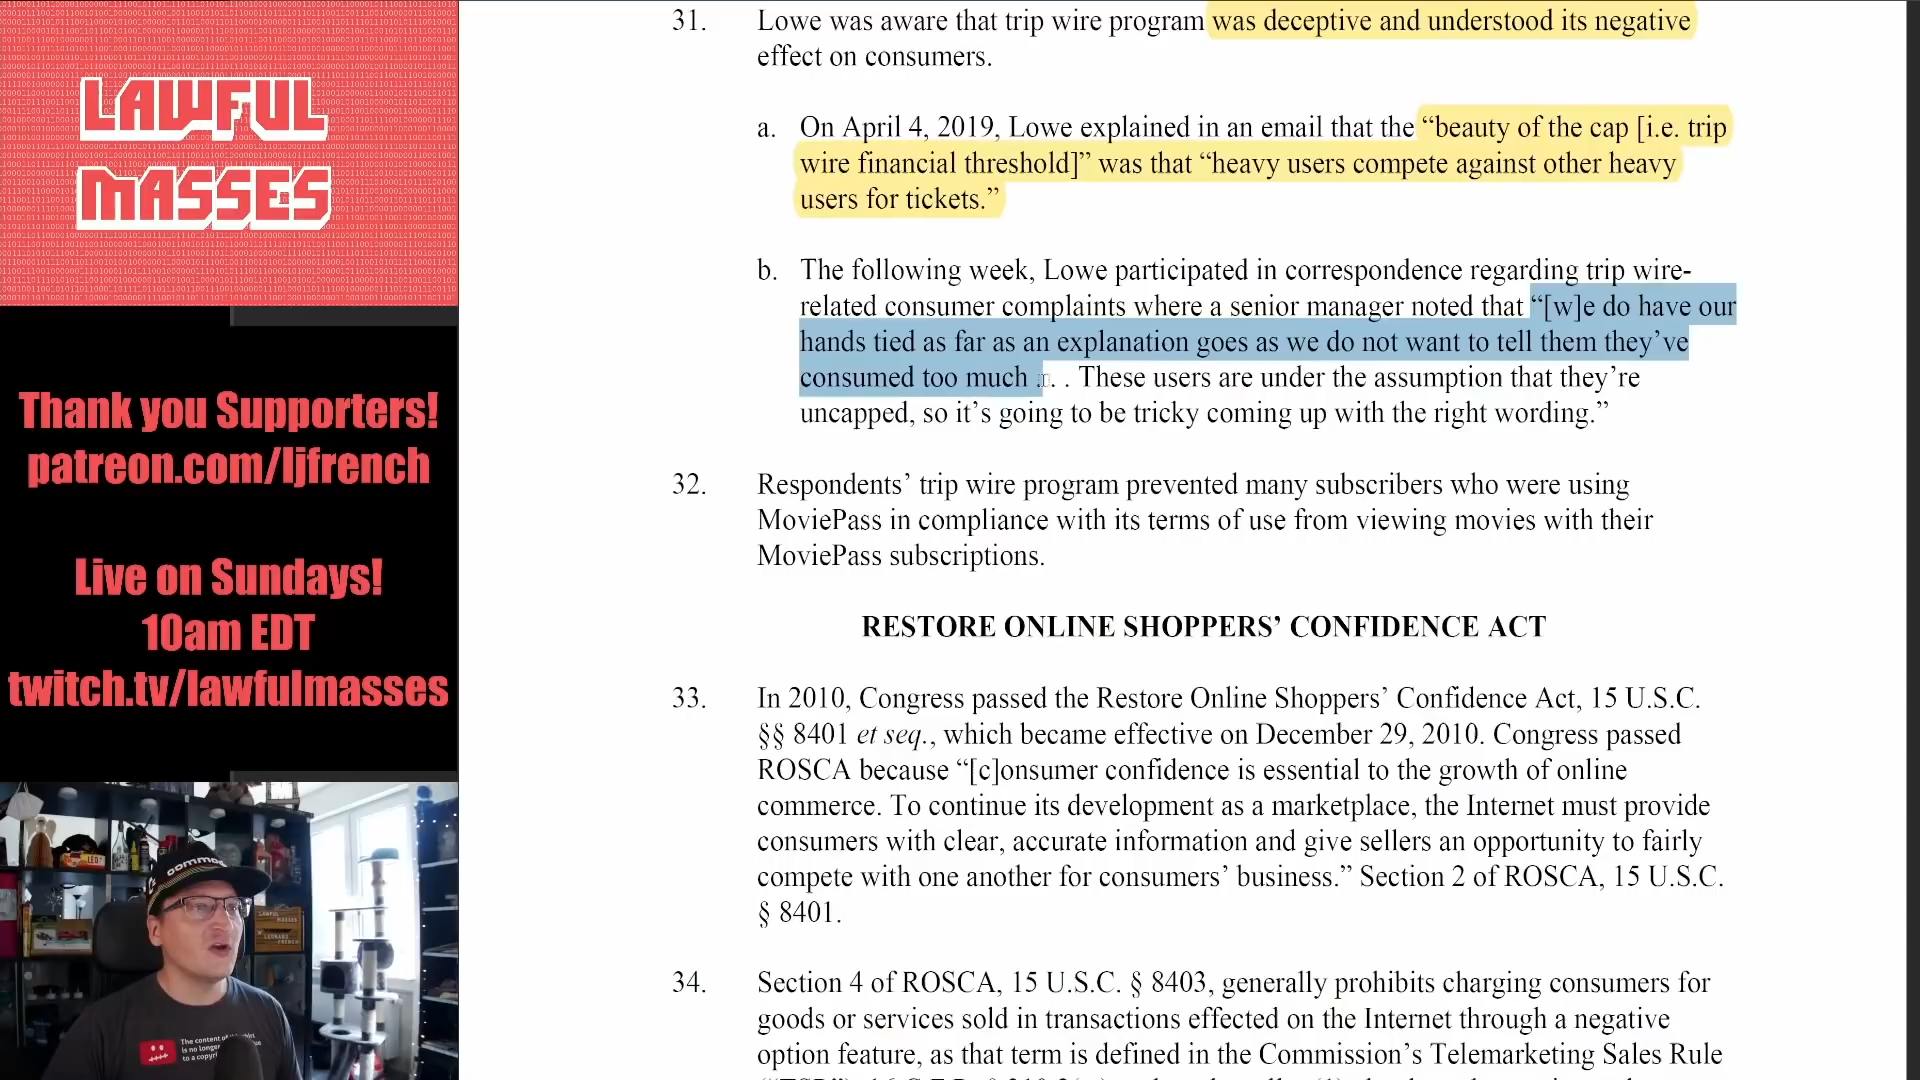 LAWFUL
MASSES
Thank you Supporters!
patreon.com/ljfrench
Live on Sundays!
10am EDT
twitch.tv/lawfulmasses
31. Lowe was aware that trip wire program was deceptive and understood its negative
effect on consumers.
a. On April 4, 2019, Lowe explained in an email that the “beauty of the cap [i.e. trip
wire financial threshold]” was that “heavy users compete against other heavy
users for tickets.”
b. The following week, Lowe participated in correspondence regarding trip wire-
related consumer complaints where a senior manager noted that “[w]e do have our
hands tied as far as an explanation goes as we do not want to tell them they’ve
consumed too much . . . These users are under the assumption that they’re
uncapped, so it’s going to be tricky coming up with the right wording.”
32. Respondents’ trip wire program prevented many subscribers who were using
MoviePass in compliance with its terms of use from viewing movies with their
MoviePass subscriptions.
RESTORE ONLINE SHOPPERS’ CONFIDENCE ACT
33. In 2010, Congress passed the Restore Online Shoppers’ Confidence Act, 15 U.S.C.
§§ 8401 et seq., which became effective on December 29, 2010. Congress passed
ROSCA because “[c]onsumer confidence is essential to the growth of online
commerce. To continue its development as a marketplace, the Internet must provide
consumers with clear, accurate information and give sellers an opportunity to fairly
compete with one another for consumers’ business.” Section 2 of ROSCA, 15 U.S.C.
§ 8401.
34. Section 4 of ROSCA, 15 U.S.C. § 8403, generally prohibits charging consumers for
goods or services sold in transactions effected on the Internet through a negative
option feature, as that term is defined in the Commission’s Telemarketing Sales Rule
LED
LAWFUL
MASSES
LEONARD
FRENCH
The content of
is no longer
to a copyri